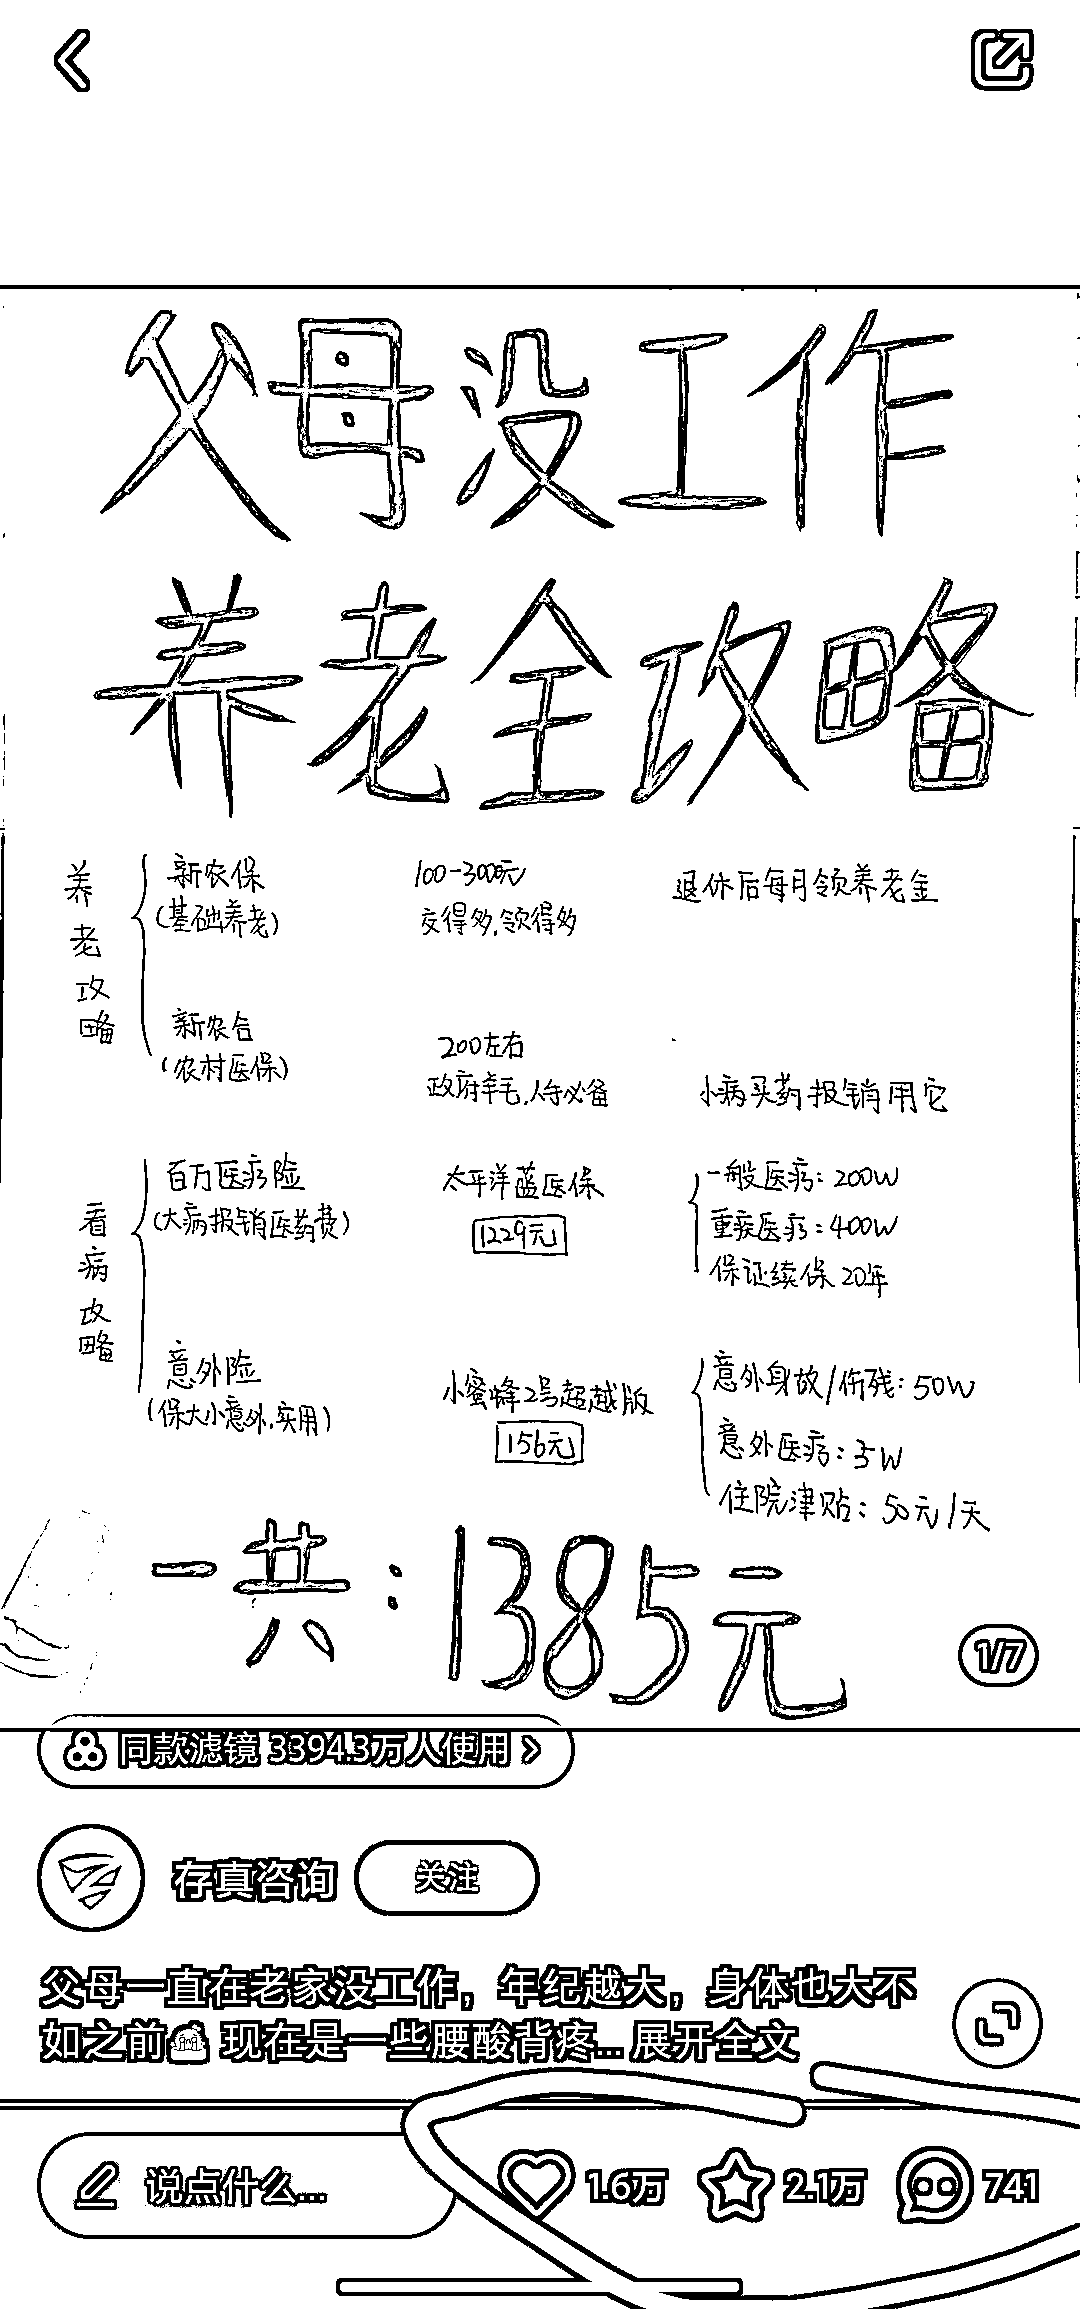 父母没工作
养老全攻略
养老攻略
新农保
(基础养老)
100-3000元
交得多,领得多
退休后每月领养老金
新农合
(农村医保)
200左右
政府羊毛,人手必备
小病买药报销用它
看病攻略
百万医疗险
(大病报销医药费)
太平洋蓝医保
1229元
一般医疗:200W
重疾医疗:400W
保证续保20年
意外险
(保大小意外,实用)
小蜜蜂2号超越版
156元
意外身故/伤残:50W
意外医疗:5W
住院津贴:50元/天
一共:1385元
1/7
同款滤镜 3394.3万人使用 >
存真咨询
关注
父母一直在老家没工作，年纪越大，身体也大不
如之前 现在是一些腰酸背疼... 展开全文
说点什么...
1.6万
2.1万
741